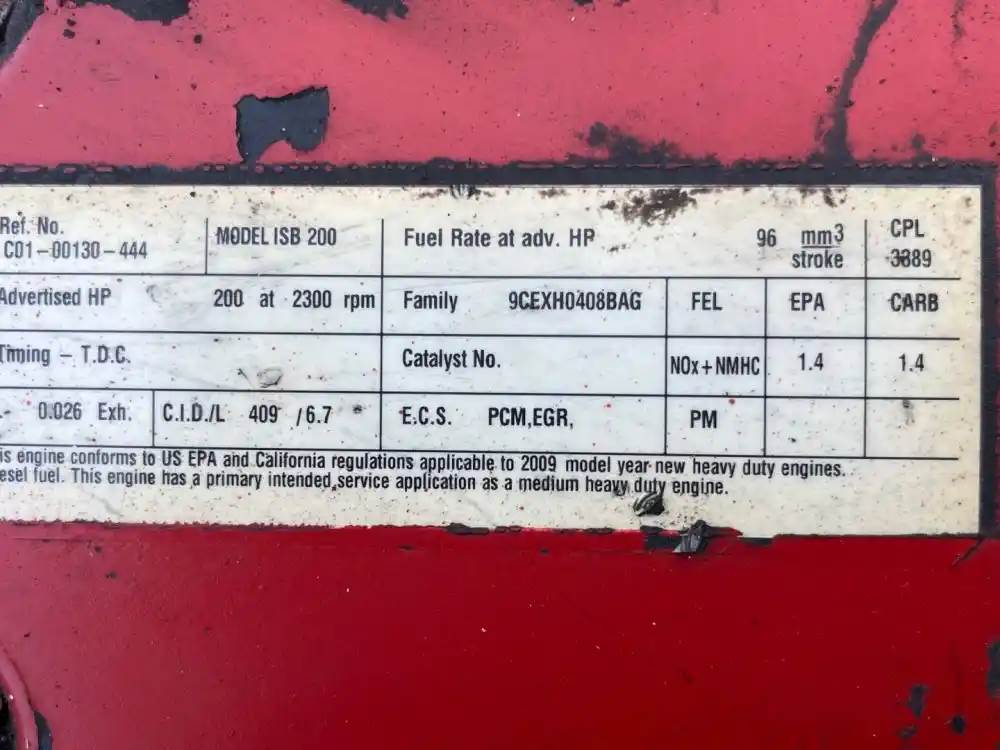 Ref. No. MODEL ISB 200 Fuel Rate at adv. HP 96 mm3 stroke CPL
C01-00130-444 3389
Advertised HP 200 at 2300 rpm Family 9CEXH0408BAG FEL EPA CARB
Timing - T.D.C. Catalyst No. NOx+NMHC 1.4 1.4
0.026 Exh. C.I.D./L 409 /6.7 E.C.S. PCM,EGR, PM
is engine conforms to US EPA and California regulations applicable to 2009 model year new heavy duty engines.
esel fuel. This engine has a primary intended service application as a medium heavy duty engine.